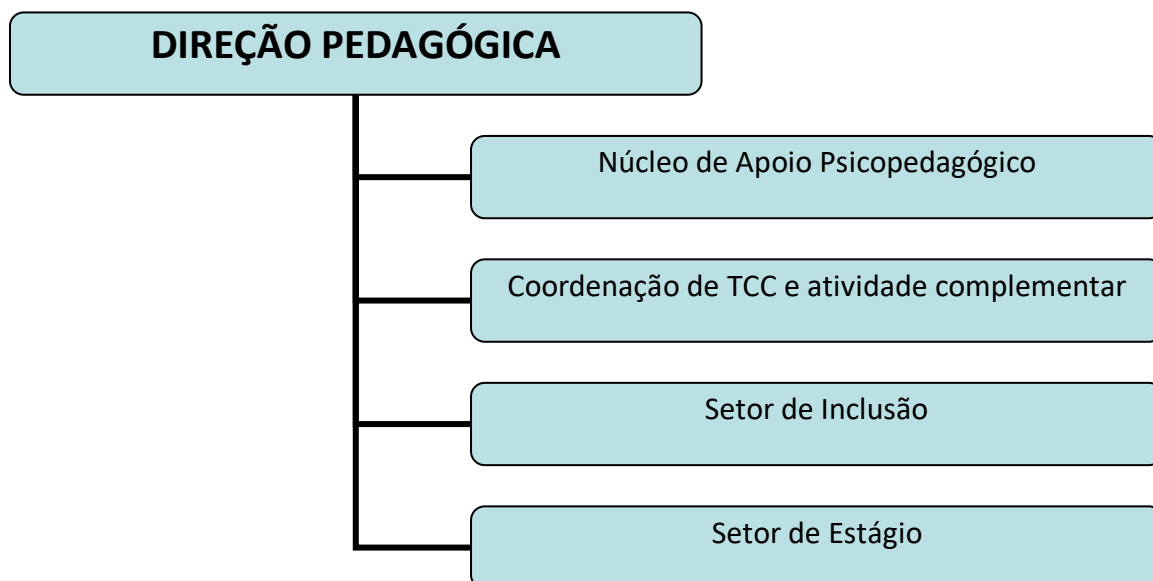 DIREÇÃO PEDAGÓGICA
Núcleo de Apoio Psicopedagógico
Coordenação de TCC e atividade complementar
Setor de Inclusão
Setor de Estágio